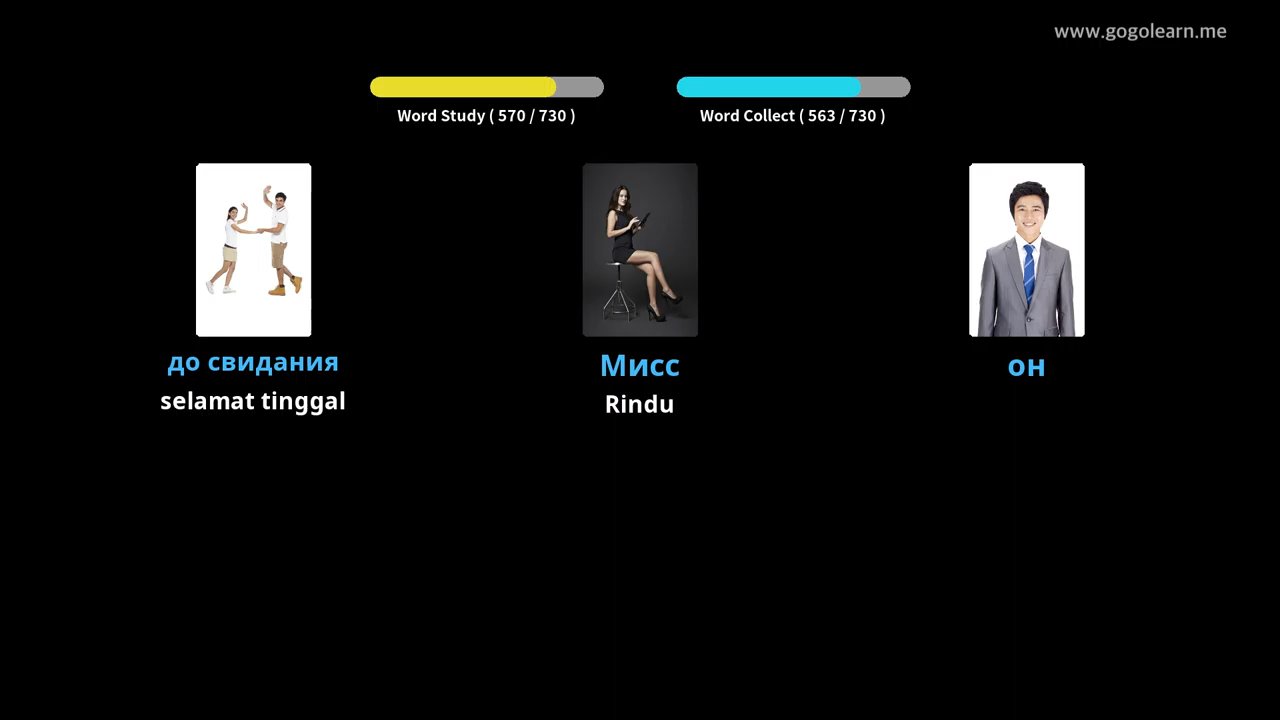 www.gogolearn.me
Word Study ( 570 / 730 )
Word Collect ( 563 / 730 )
до свидания
Мисс
он
selamat tinggal
Rindu